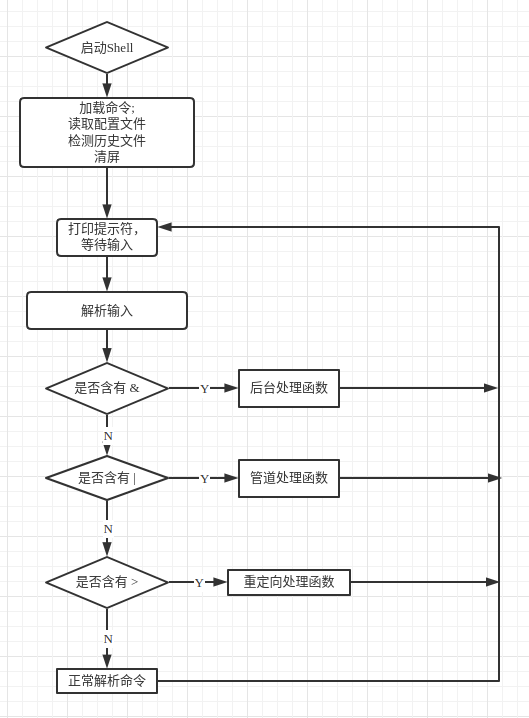 启动Shell
加载命令;
读取配置文件
检测历史文件
清屏
打印提示符，
等待输入
解析输入
是否含有 &
Y
后台处理函数
N
是否含有 |
Y
管道处理函数
N
是否含有 >
Y
重定向处理函数
N
正常解析命令